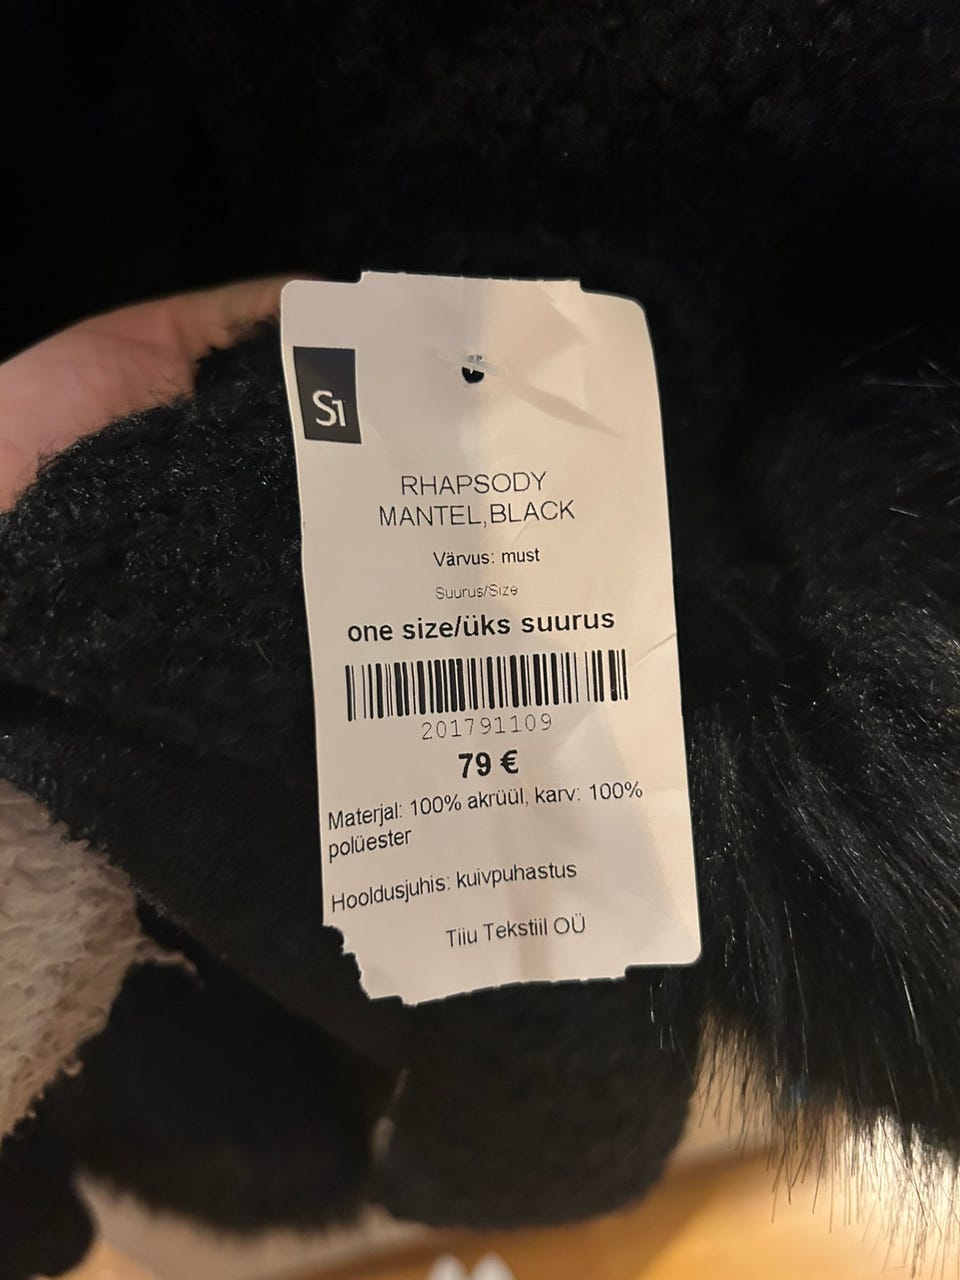 S1
RHAPSODY
MANTEL,BLACK
Värvus: must
Suurus/Size
one size/üks suurus
201791109
79 €
Materjal: 100% akrüül, karv: 100%
polüester
Hooldusjuhis: kuivpuhastus
Tiiu Tekstiil OÜ